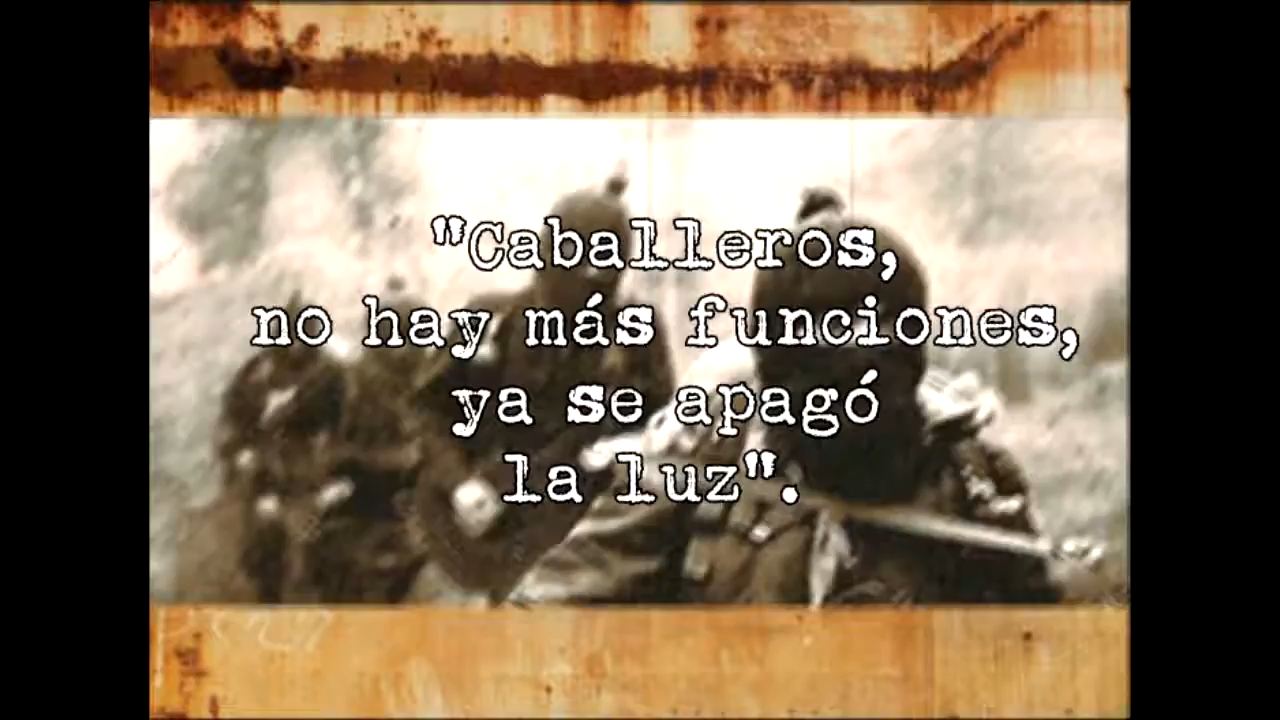 "Caballeros,
no hay más funciones,
ya se apagó
la luz".